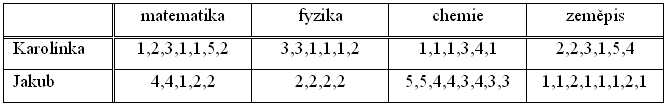 matematika fyzika chemie zeměpis
Karolínka 1,2,3,1,1,5,2 3,3,1,1,1,2 1,1,1,3,4,1 2,2,3,1,5,4
Jakub 4,4,1,2,2 2,2,2,2 5,5,4,4,3,4,3,3 1,1,2,1,1,1,2,1